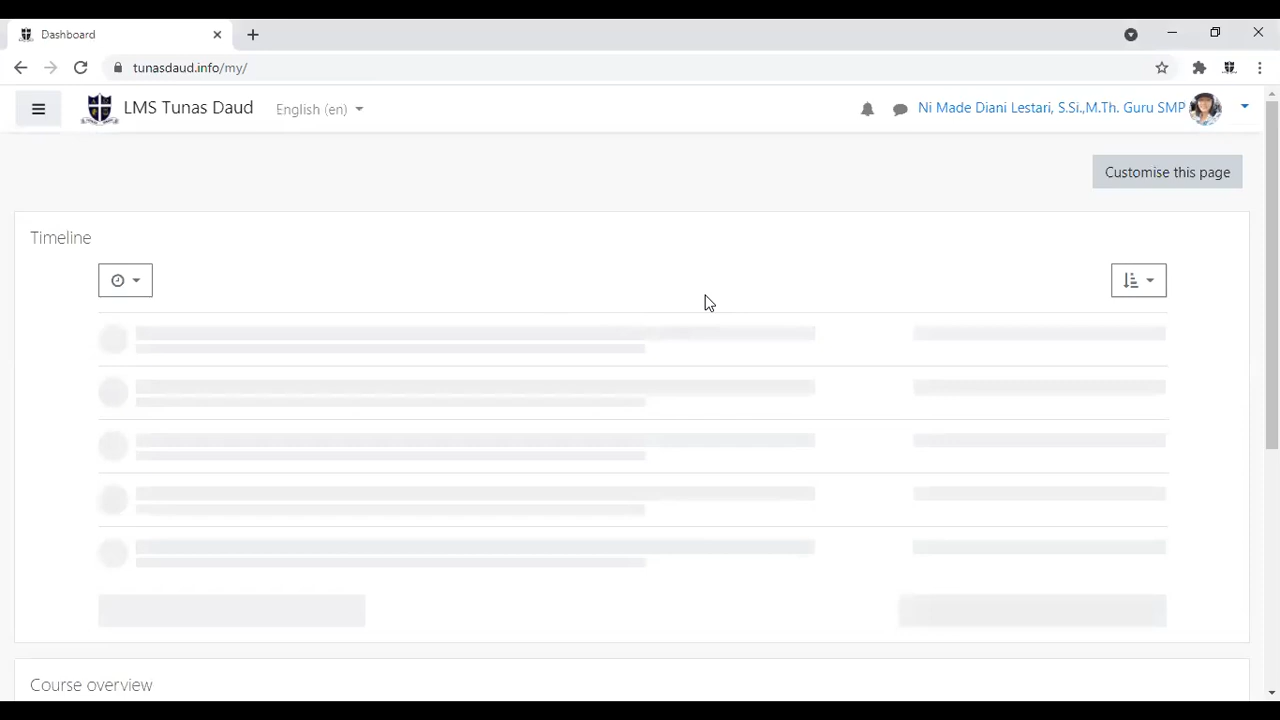 Dashboard
tunasdaud.info/my/
LMS Tunas Daud
English (en)
Ni Made Diani Lestari, S.Si.,M.Th. Guru SMP
Customise this page
Timeline
Course overview